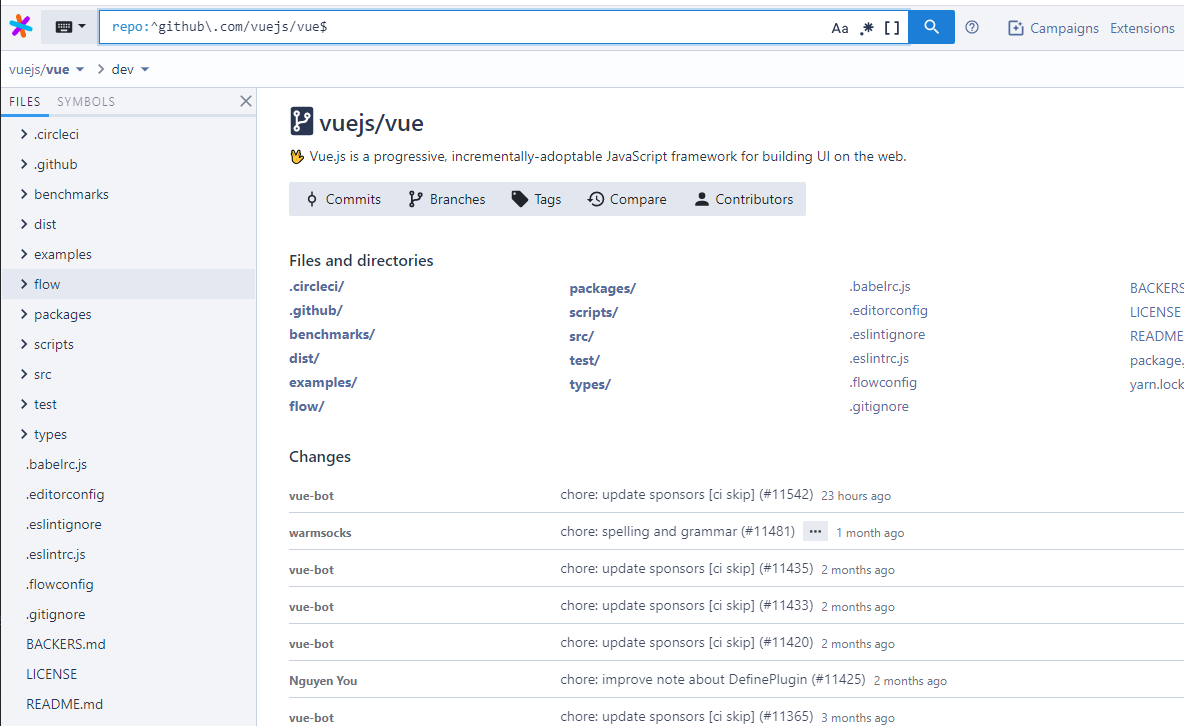 repo:^github\.com/vuejs/vue$ Aa .* [ ] Campaigns Extensions
vuejs/vue dev
FILES SYMBOLS
.circleci
.github
benchmarks
dist
examples
flow
packages
scripts
src
test
types
.babelrc.js
.editorconfig
.eslintignore
.eslintrc.js
.flowconfig
.gitignore
BACKERS.md
LICENSE
README.md
vuejs/vue
Vue.js is a progressive, incrementally-adoptable JavaScript framework for building UI on the web.
Commits Branches Tags Compare Contributors
Files and directories
.circleci/
.github/
benchmarks/
dist/
examples/
flow/
packages/
scripts/
src/
test/
types/
.babelrc.js
.editorconfig
.eslintignore
.eslintrc.js
.flowconfig
.gitignore
BACKERS
LICENSE
README
package.
yarn.lock
Changes
vue-bot chore: update sponsors [ci skip] (#11542) 23 hours ago
warmsocks chore: spelling and grammar (#11481) ••• 1 month ago
vue-bot chore: update sponsors [ci skip] (#11435) 2 months ago
vue-bot chore: update sponsors [ci skip] (#11433) 2 months ago
vue-bot chore: update sponsors [ci skip] (#11420) 2 months ago
Nguyen You chore: improve note about DefinePlugin (#11425) 2 months ago
vue-bot chore: update sponsors [ci skip] (#11365) 3 months ago